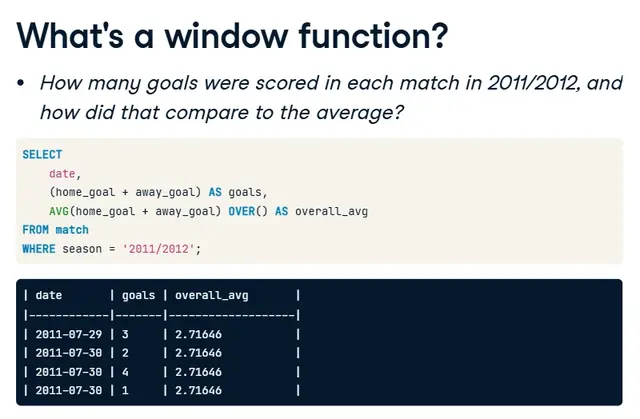 What's a window function?
• How many goals were scored in each match in 2011/2012, and
how did that compare to the average?
SELECT
    date,
    (home_goal + away_goal) AS goals,
    AVG(home_goal + away_goal) OVER() AS overall_avg
FROM match
WHERE season = '2011/2012';
| date       | goals | overall_avg       |
|------------|-------|-------------------|
| 2011-07-29 | 3     | 2.71646           |
| 2011-07-30 | 2     | 2.71646           |
| 2011-07-30 | 4     | 2.71646           |
| 2011-07-30 | 1     | 2.71646           |